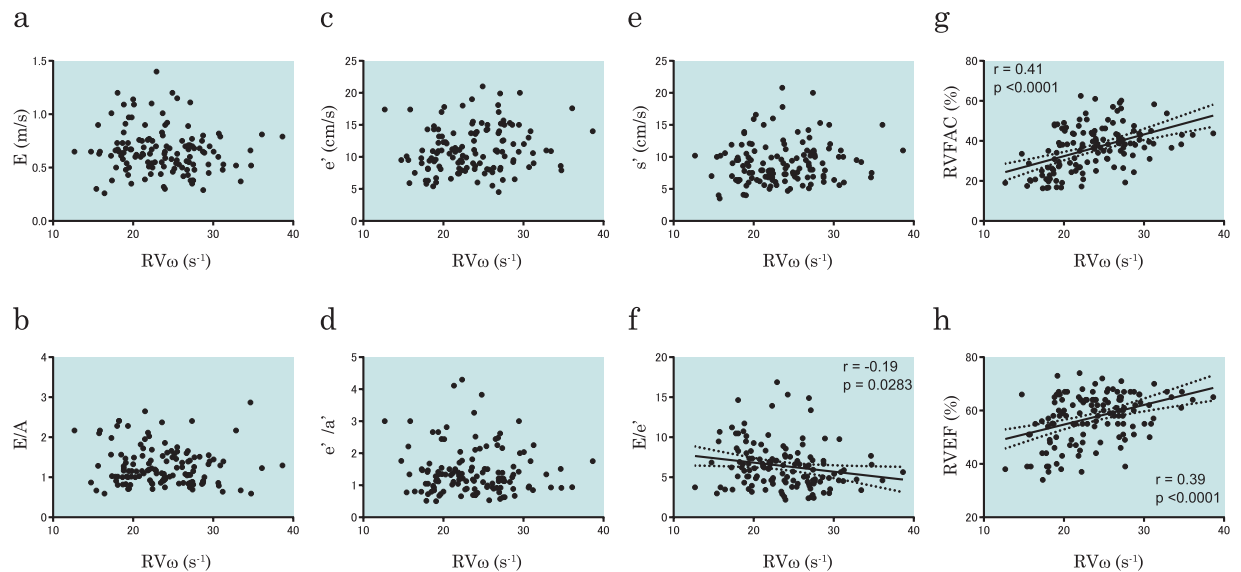 a
1.5
1.0
0.5
0.0
E (m/s)
10 20 30 40
RVω (s-1)
c
25
20
15
10
5
0
e' (cm/s)
10 20 30 40
RVω (s-1)
e
25
20
15
10
5
0
s' (cm/s)
10 20 30 40
RVω (s-1)
g
80
60
40
20
0
RVFAC (%)
r = 0.41
p <0.0001
10 20 30 40
RVω (s-1)
b
4
3
2
1
0
E/A
10 20 30 40
RVω (s-1)
d
5
4
3
2
1
0
e' /a'
10 20 30 40
RVω (s-1)
f
20
15
10
5
0
E/e'
r = -0.19
p = 0.0283
10 20 30 40
RVω (s-1)
h
80
60
40
20
RVEF (%)
r = 0.39
p <0.0001
10 20 30 40
RVω (s-1)